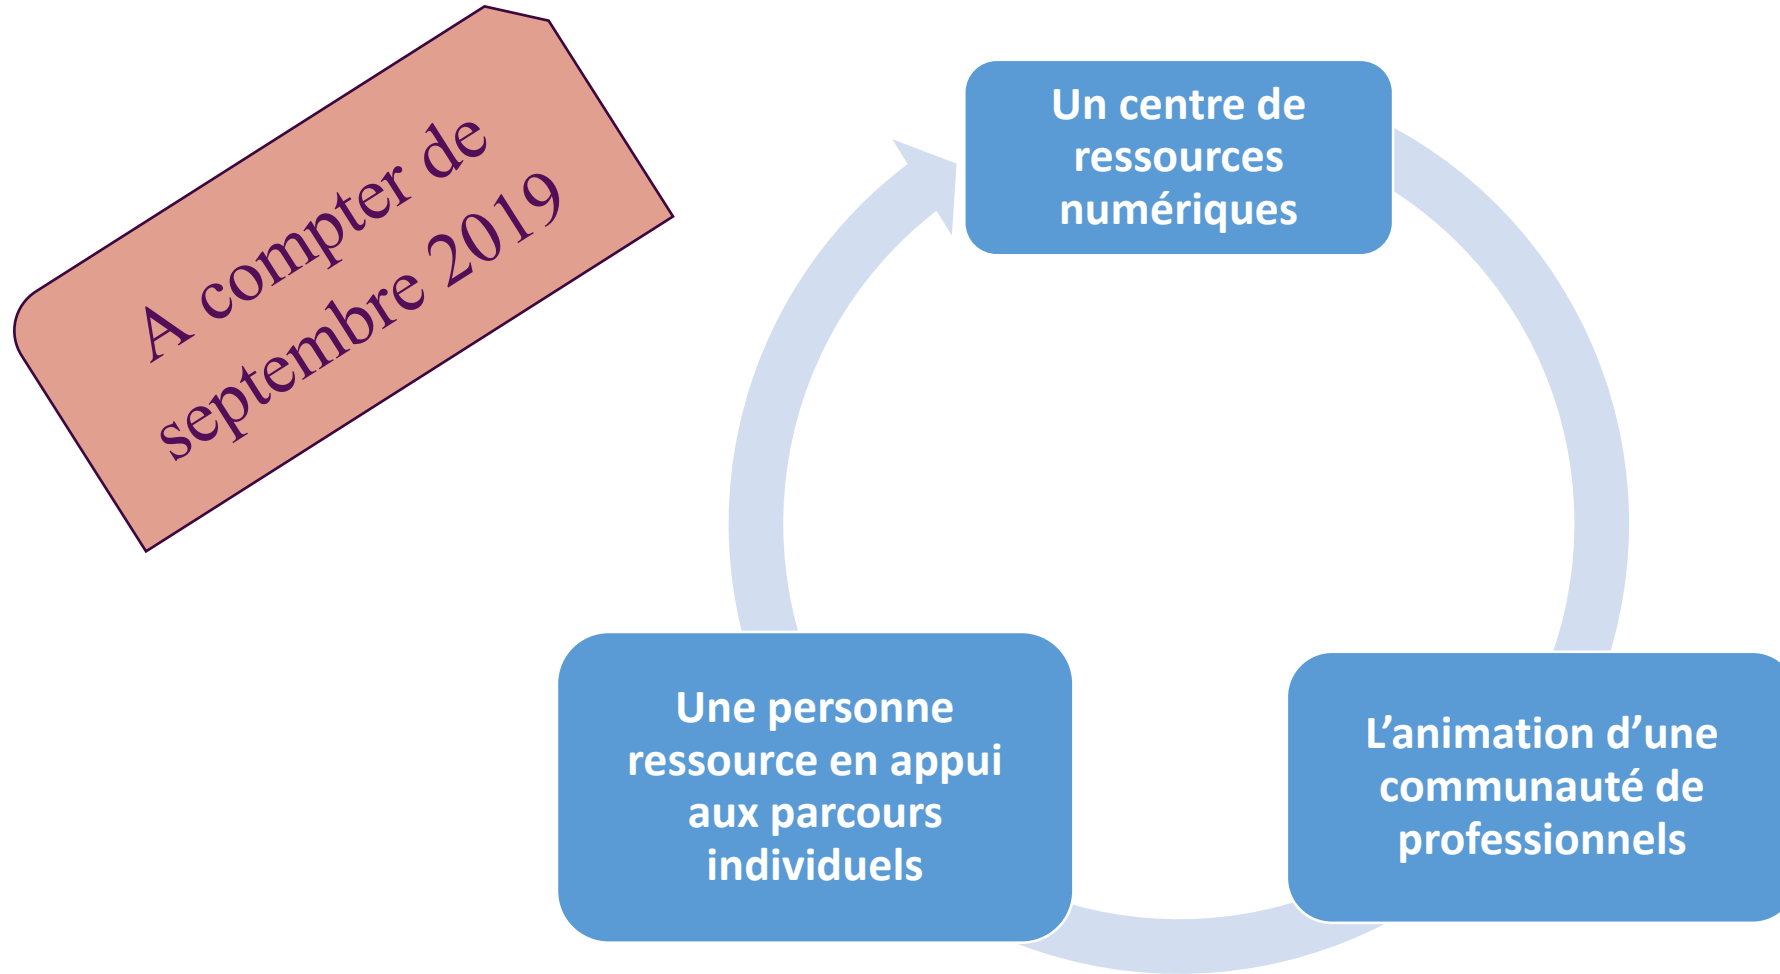 A compter de
septembre 2019
Un centre de
ressources
numériques
Une personne
ressource en appui
aux parcours
individuels
L’animation d’une
communauté de
professionnels